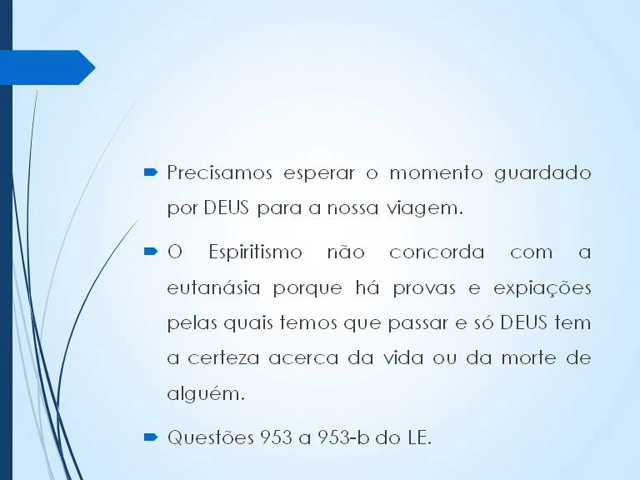 Precisamos esperar o momento guardado
por DEUS para a nossa viagem.
O Espiritismo não concorda com a
eutanásia porque há provas e expiações
pelas quais temos que passar e só DEUS tem
a certeza acerca da vida ou da morte de
alguém.
Questões 953 a 953-b do LE.